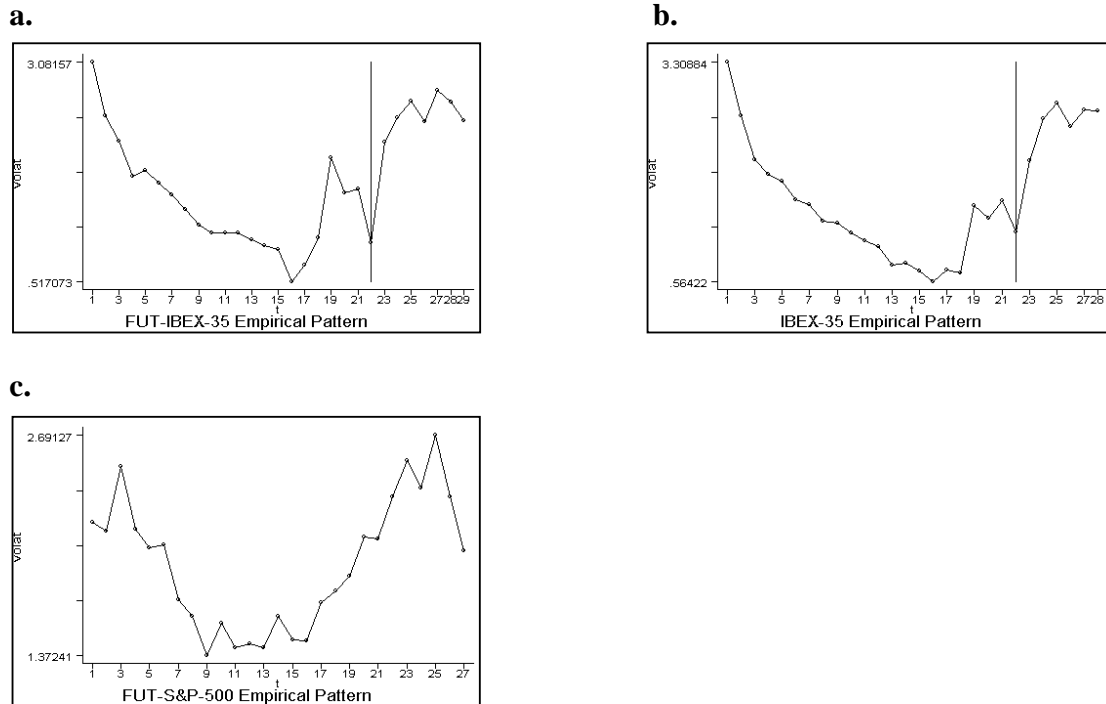 a.
b.
3.08157
Volat
.517073
1 3 5 7 9 11 13 15 17 19 21 23 25 272829
t
FUT-IBEX-35 Empirical Pattern
3.30884
Volat
.56422
1 3 5 7 9 11 13 15 17 19 21 23 25 2728
t
IBEX-35 Empirical Pattern
c.
2.69127
Volat
1.37241
1 3 5 7 9 11 13 15 17 19 21 23 25 27
t
FUT-S&P-500 Empirical Pattern